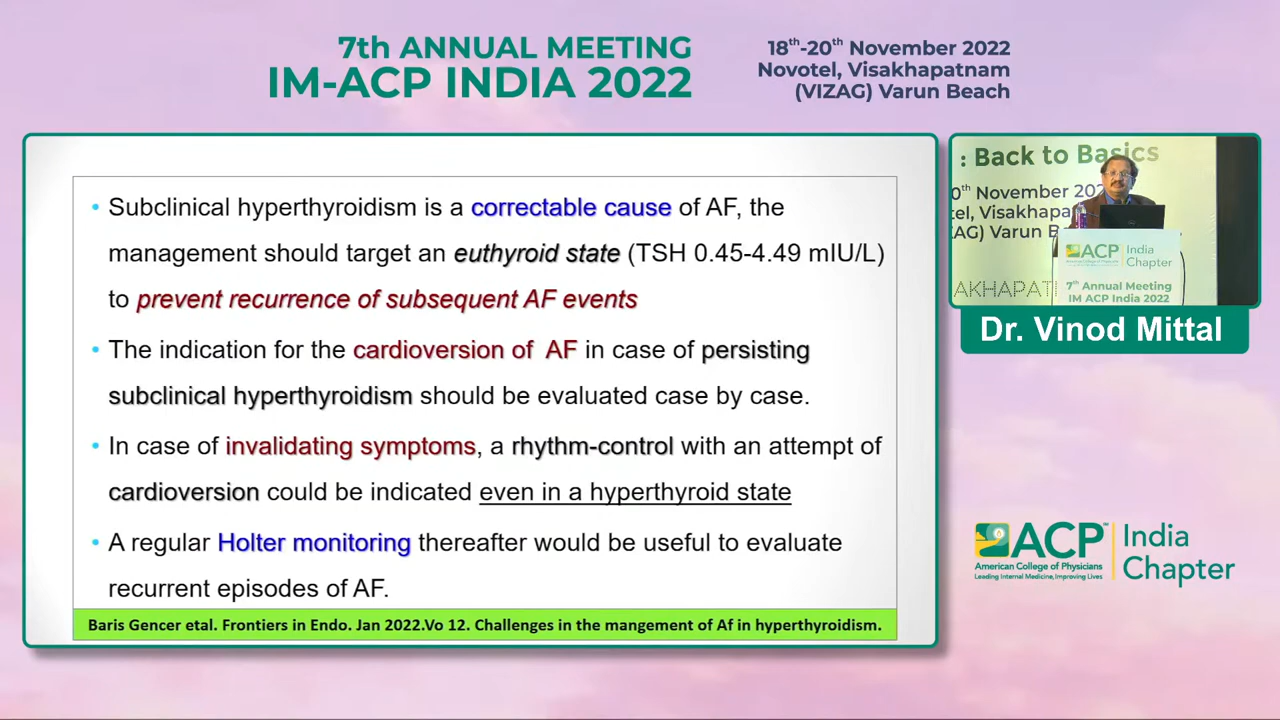 7th ANNUAL MEETING
IM-ACP INDIA 2022
18th-20th November 2022
Novotel, Visakhapatnam
(VIZAG) Varun Beach
• Subclinical hyperthyroidism is a correctable cause of AF, the
management should target an euthyroid state (TSH 0.45-4.49 mIU/L)
to prevent recurrence of subsequent AF events
• The indication for the cardioversion of AF in case of persisting
subclinical hyperthyroidism should be evaluated case by case.
• In case of invalidating symptoms, a rhythm-control with an attempt of
cardioversion could be indicated even in a hyperthyroid state
• A regular Holter monitoring thereafter would be useful to evaluate
recurrent episodes of AF.
Baris Gencer etal. Frontiers in Endo. Jan 2022.Vo 12. Challenges in the mangement of Af in hyperthyroidism.
: Back to Basics
0th November 202
tel, Visakhapa
AG) Varun B
AKHAPAT
ACP India
Chapter
7th Annual Meeting
IM ACP India 2022
Dr. Vinod Mittal
ACP™ India
Chapter
American College of Physicians
Leading Internal Medicine, Improving Lives